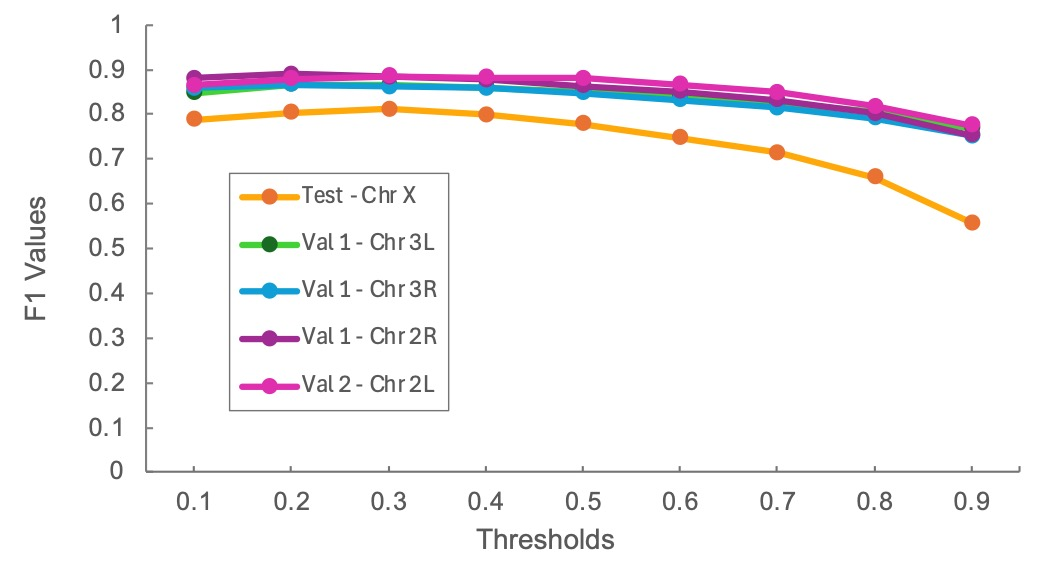 1
0.9
0.8
0.7
0.6
0.5
0.4
0.3
0.2
0.1
0
F1 Values
Test - Chr X
Val 1 - Chr 3L
Val 1 - Chr 3R
Val 1 - Chr 2R
Val 2 - Chr 2L
0.1 0.2 0.3 0.4 0.5 0.6 0.7 0.8 0.9
Thresholds